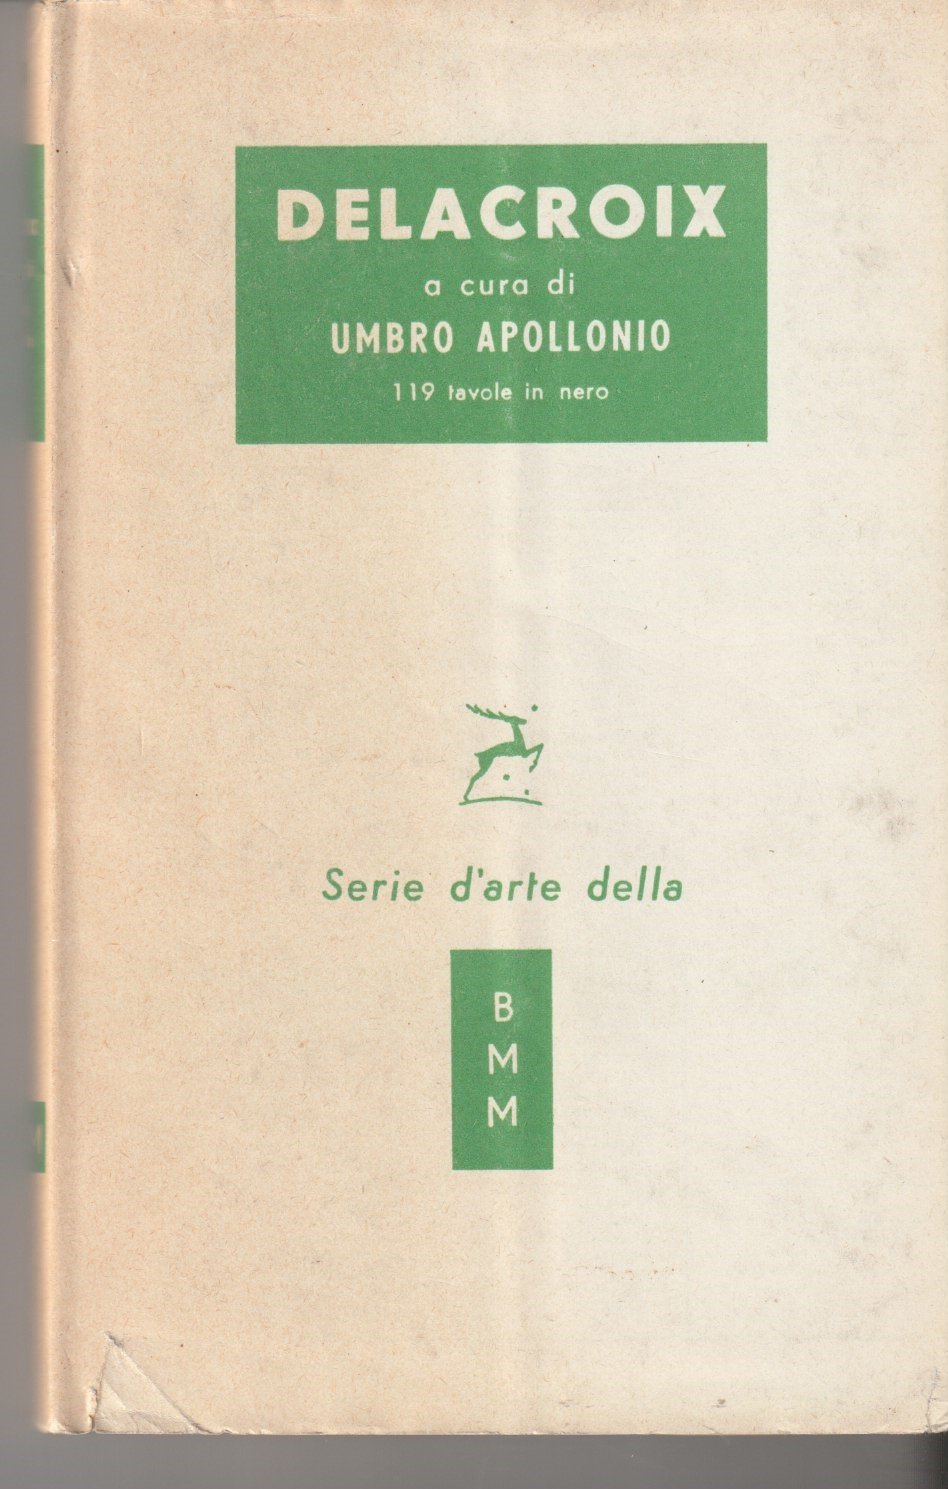 DELACROIX
a cura di
UMBRO APOLLONIO
119 tavole in nero
Serie d'arte della
B
M
M